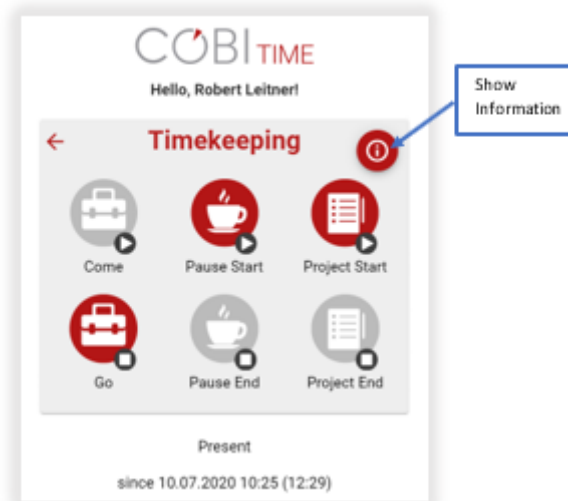 COBI TIME
Hello, Robert Leitner!
Show
Information
Timekeeping
Come
Pause Start
Project Start
Go
Pause End
Project End
Present
since 10.07.2020 10:25 (12:29)